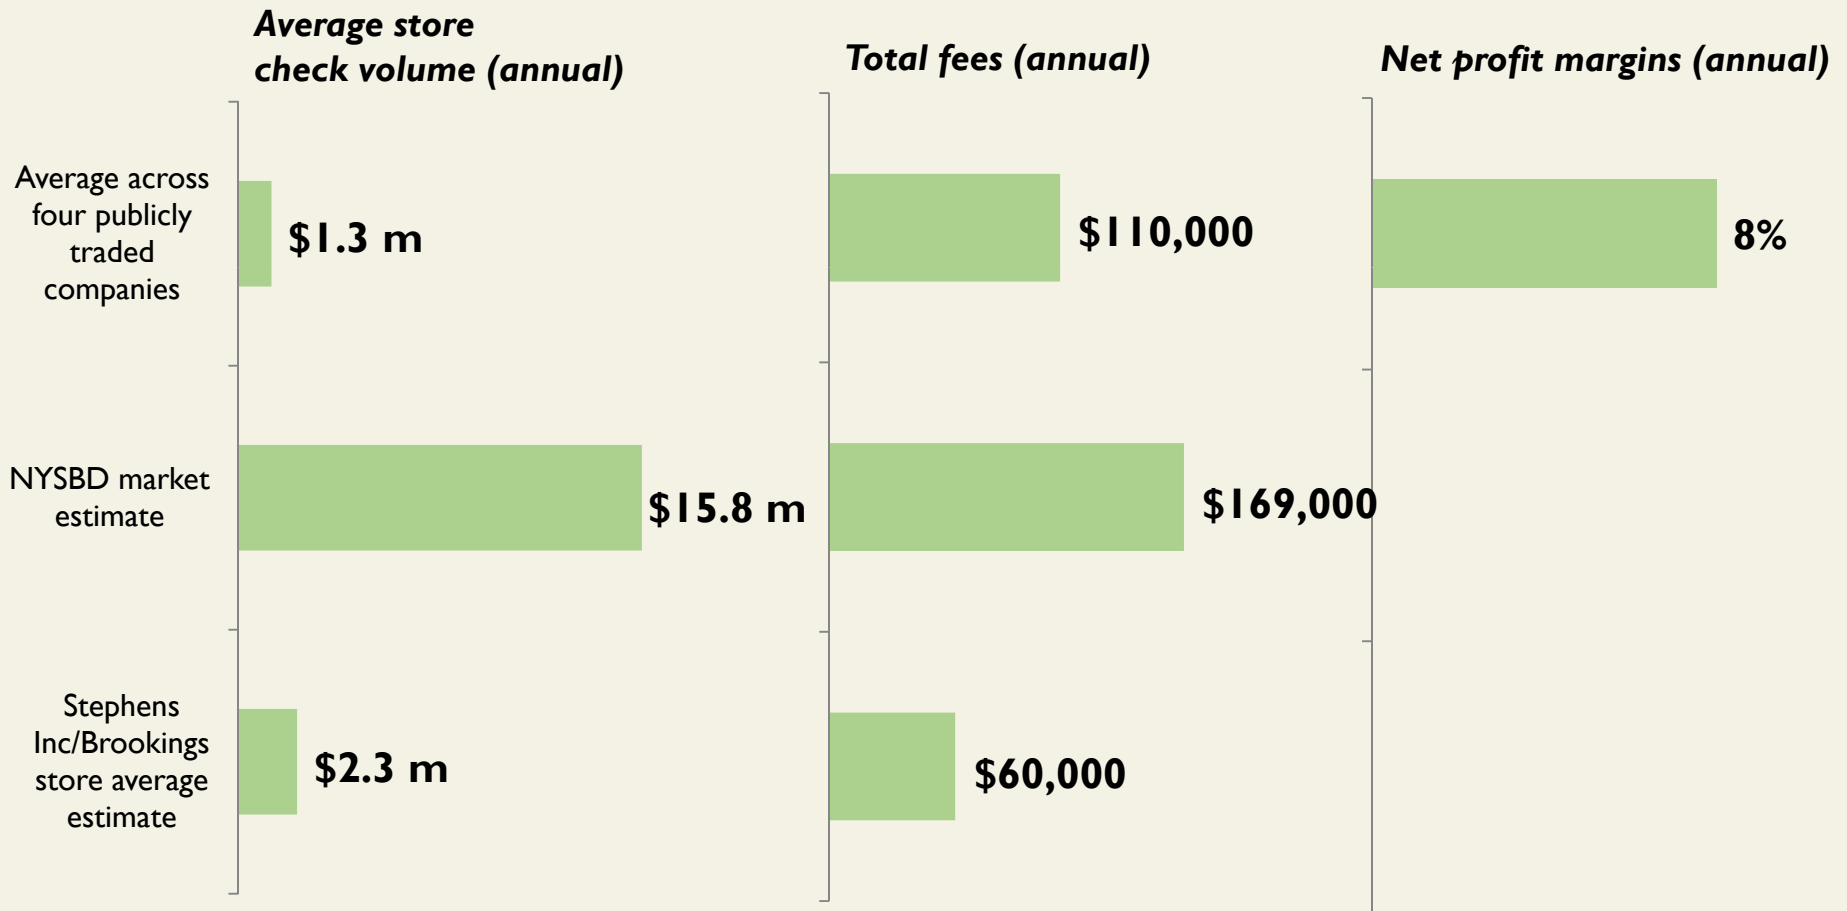 Average store
check volume (annual)
Total fees (annual)
Net profit margins (annual)
Average across
four publicly
traded
companies
$1.3 m
$110,000
8%
NYSBD market
estimate
$15.8 m
$169,000
Stephens
Inc/Brookings
store average
estimate
$2.3 m
$60,000